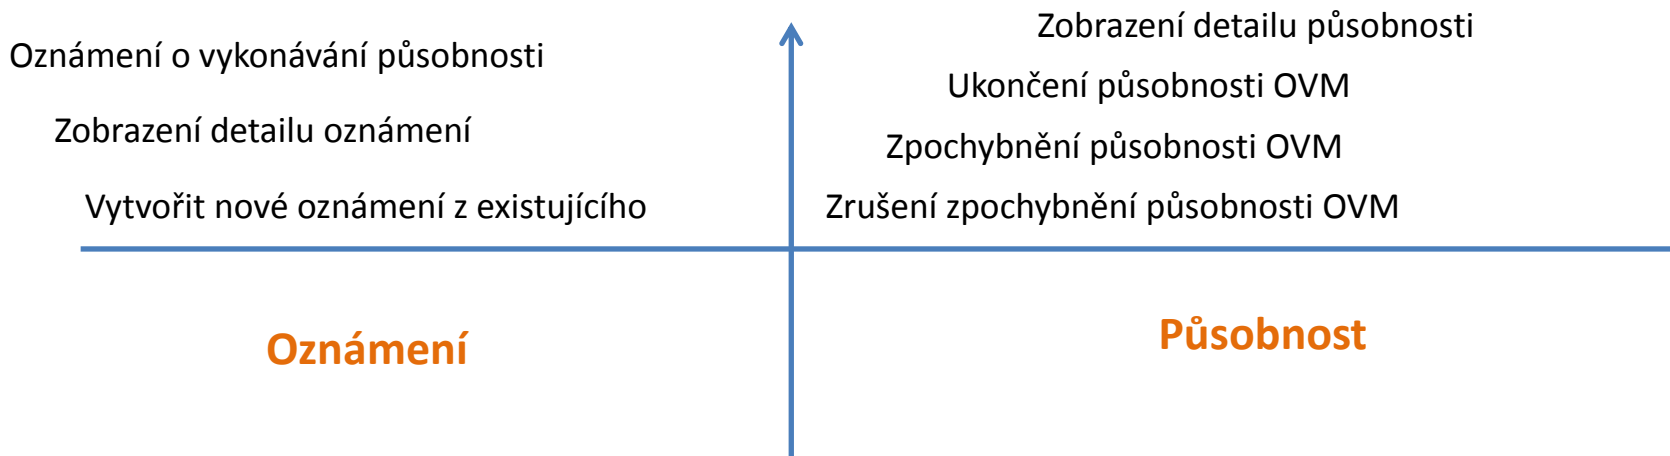 Oznámení o vykonávání působnosti
Zobrazení detailu oznámení
Vytvořit nové oznámení z existujícího
Zobrazení detailu působnosti
Ukončení působnosti OVM
Zpochybnění působnosti OVM
Zrušení zpochybnění působnosti OVM
Oznámení
Působnost